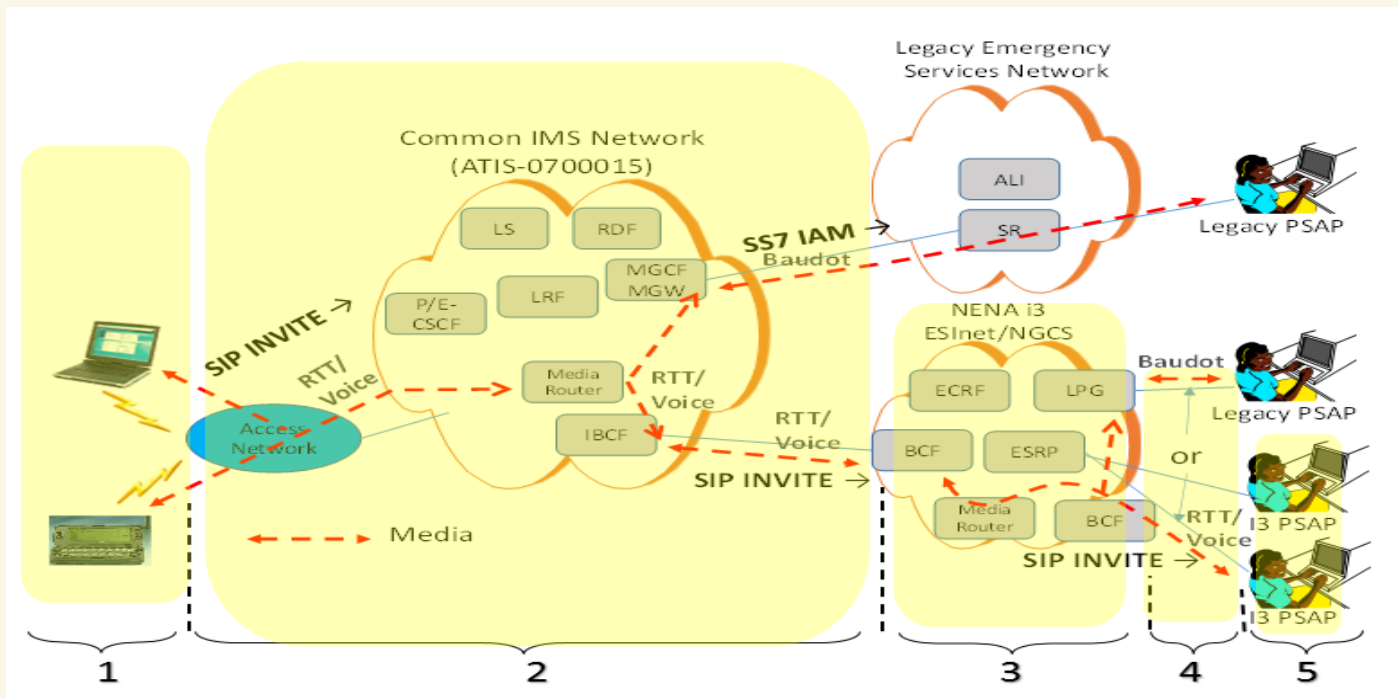 Legacy Emergency
Services Network
Common IMS Network
(ATIS-0700015)
ALI
SR
Legacy PSAP
LS
RDF
MGCF
MGW
LRF
P/E-
CSCF
SS7 IAM →
Baudot
SIP INVITE →
RTT/
Voice
Media
Router
RTT/
Voice
IBCF
Access
Network
RTT/
Voice
SIP INVITE →
NENA i3
ESInet/NGCS
ECRF
LPG
BCF
ESRP
Media
Router
BCF
Baudot
Legacy PSAP
or
I3 PSAP
RTT/
Voice
SIP INVITE →
I3 PSAP
Media
1
2
3
4
5